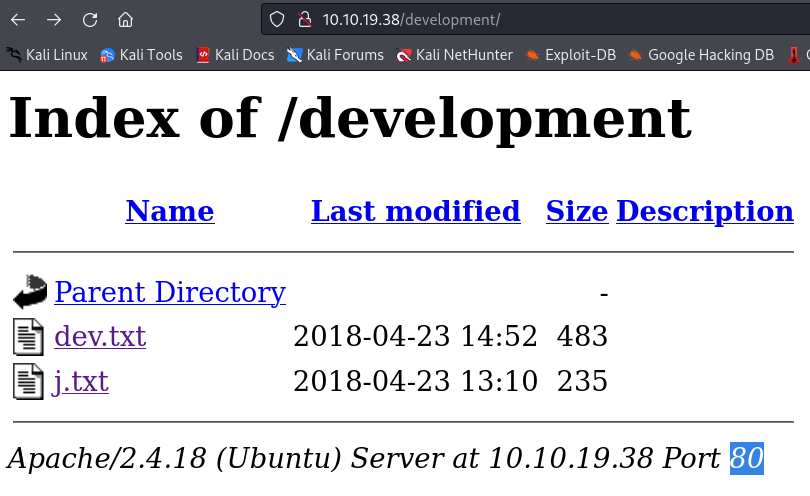 10.10.19.38/development/
Kali Linux Kali Tools Kali Docs Kali Forums Kali NetHunter Exploit-DB Google Hacking DB
Index of /development
Name Last modified Size Description
Parent Directory -
dev.txt 2018-04-23 14:52 483
j.txt 2018-04-23 13:10 235
Apache/2.4.18 (Ubuntu) Server at 10.10.19.38 Port 80